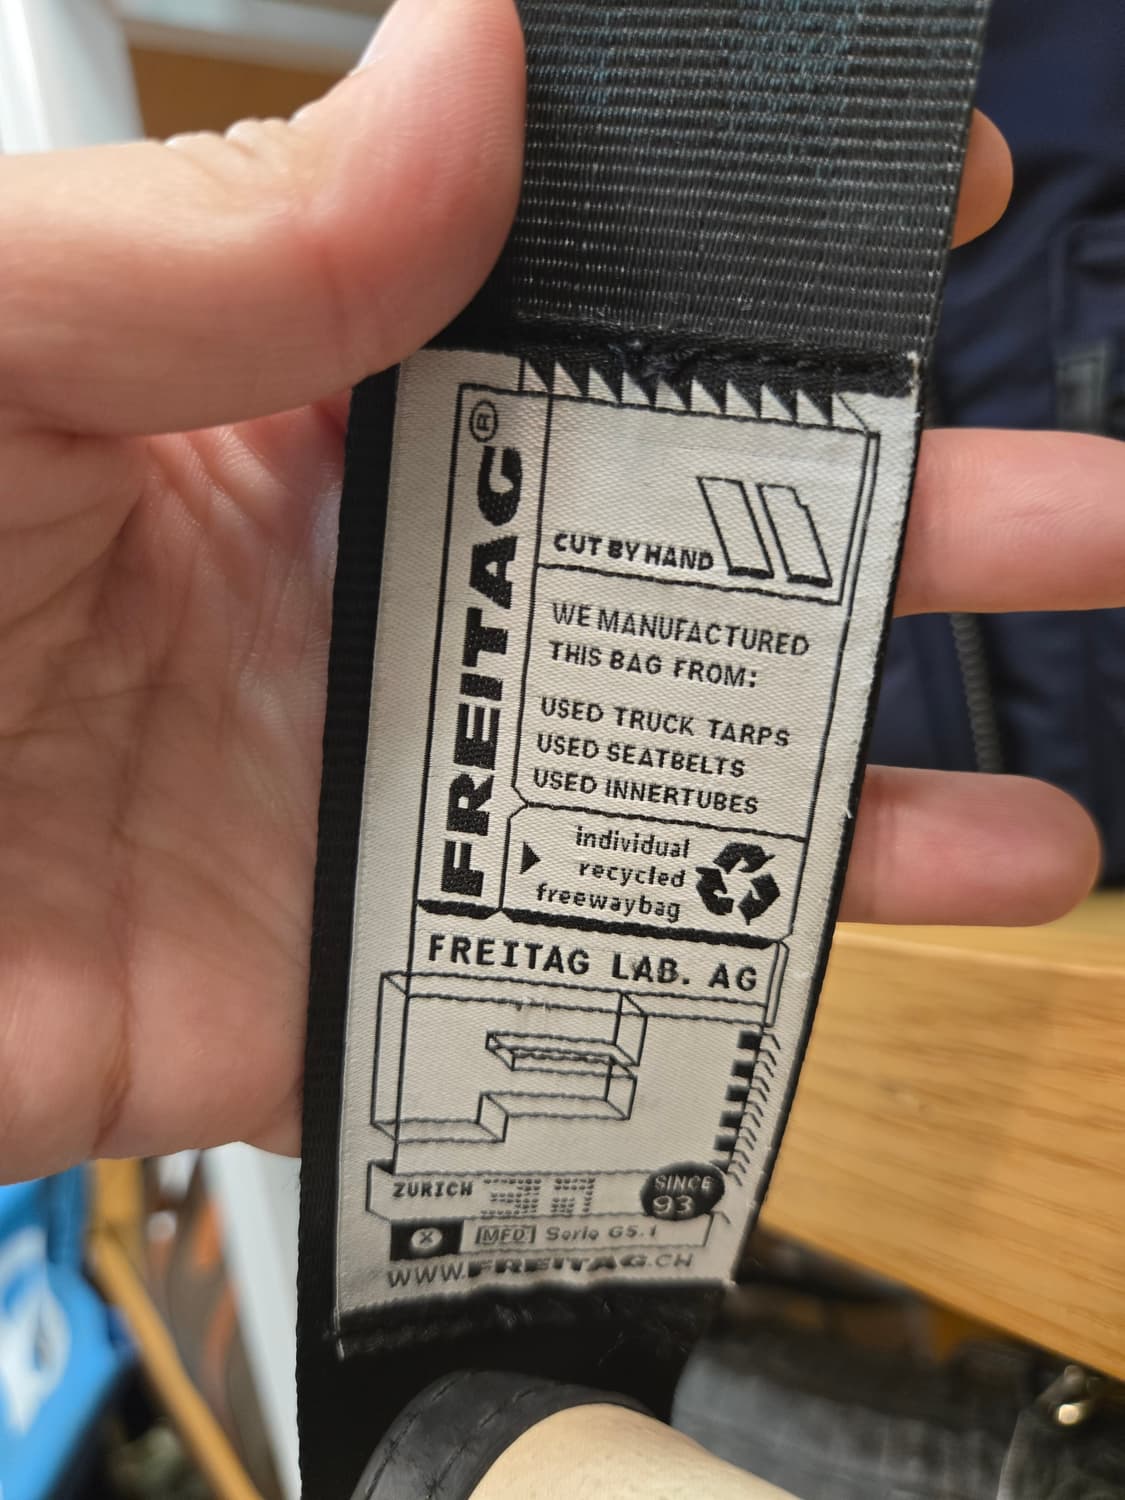 FREITAG®
CUT BY HAND
WE MANUFACTURED
THIS BAG FROM:
USED TRUCK TARPS
USED SEATBELTS
USED INNERTUBES
individual
recycled
freewaybag
FREITAG LAB. AG
F
ZURICH
SINCE
93
X
[MFD] Serie G5.1
WWW.FREITAG.CH